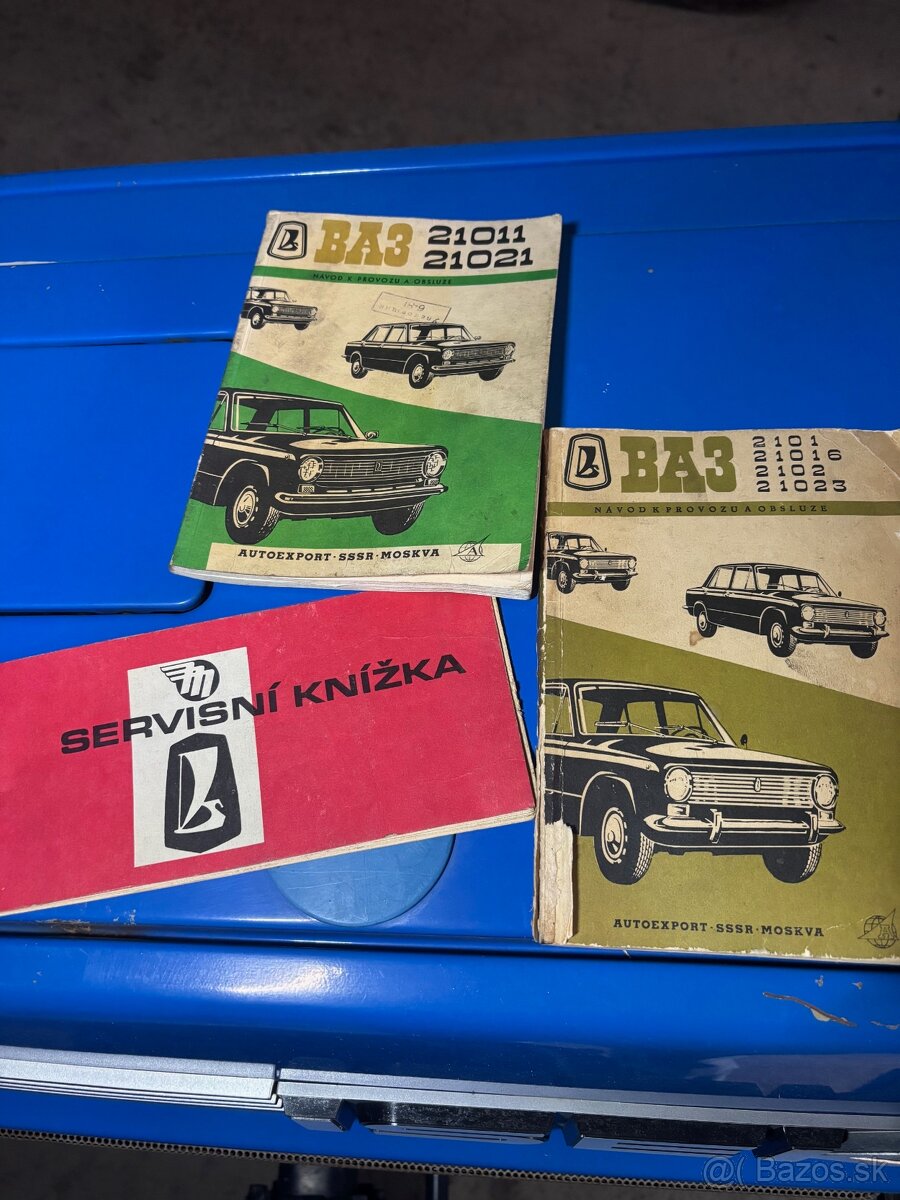 ВАЗ 21011
21021
NÁVOD K PROVOZU A OBSLUZE
AUTOEXPORT · SSSR · MOSKVA
ВАЗ 2101
21016
2102
21023
NÁVOD K PROVOZU A OBSLUZE
AUTOEXPORT · SSSR · MOSKVA
SERVISNÍ KNÍŽKA
@( Bazos.sk